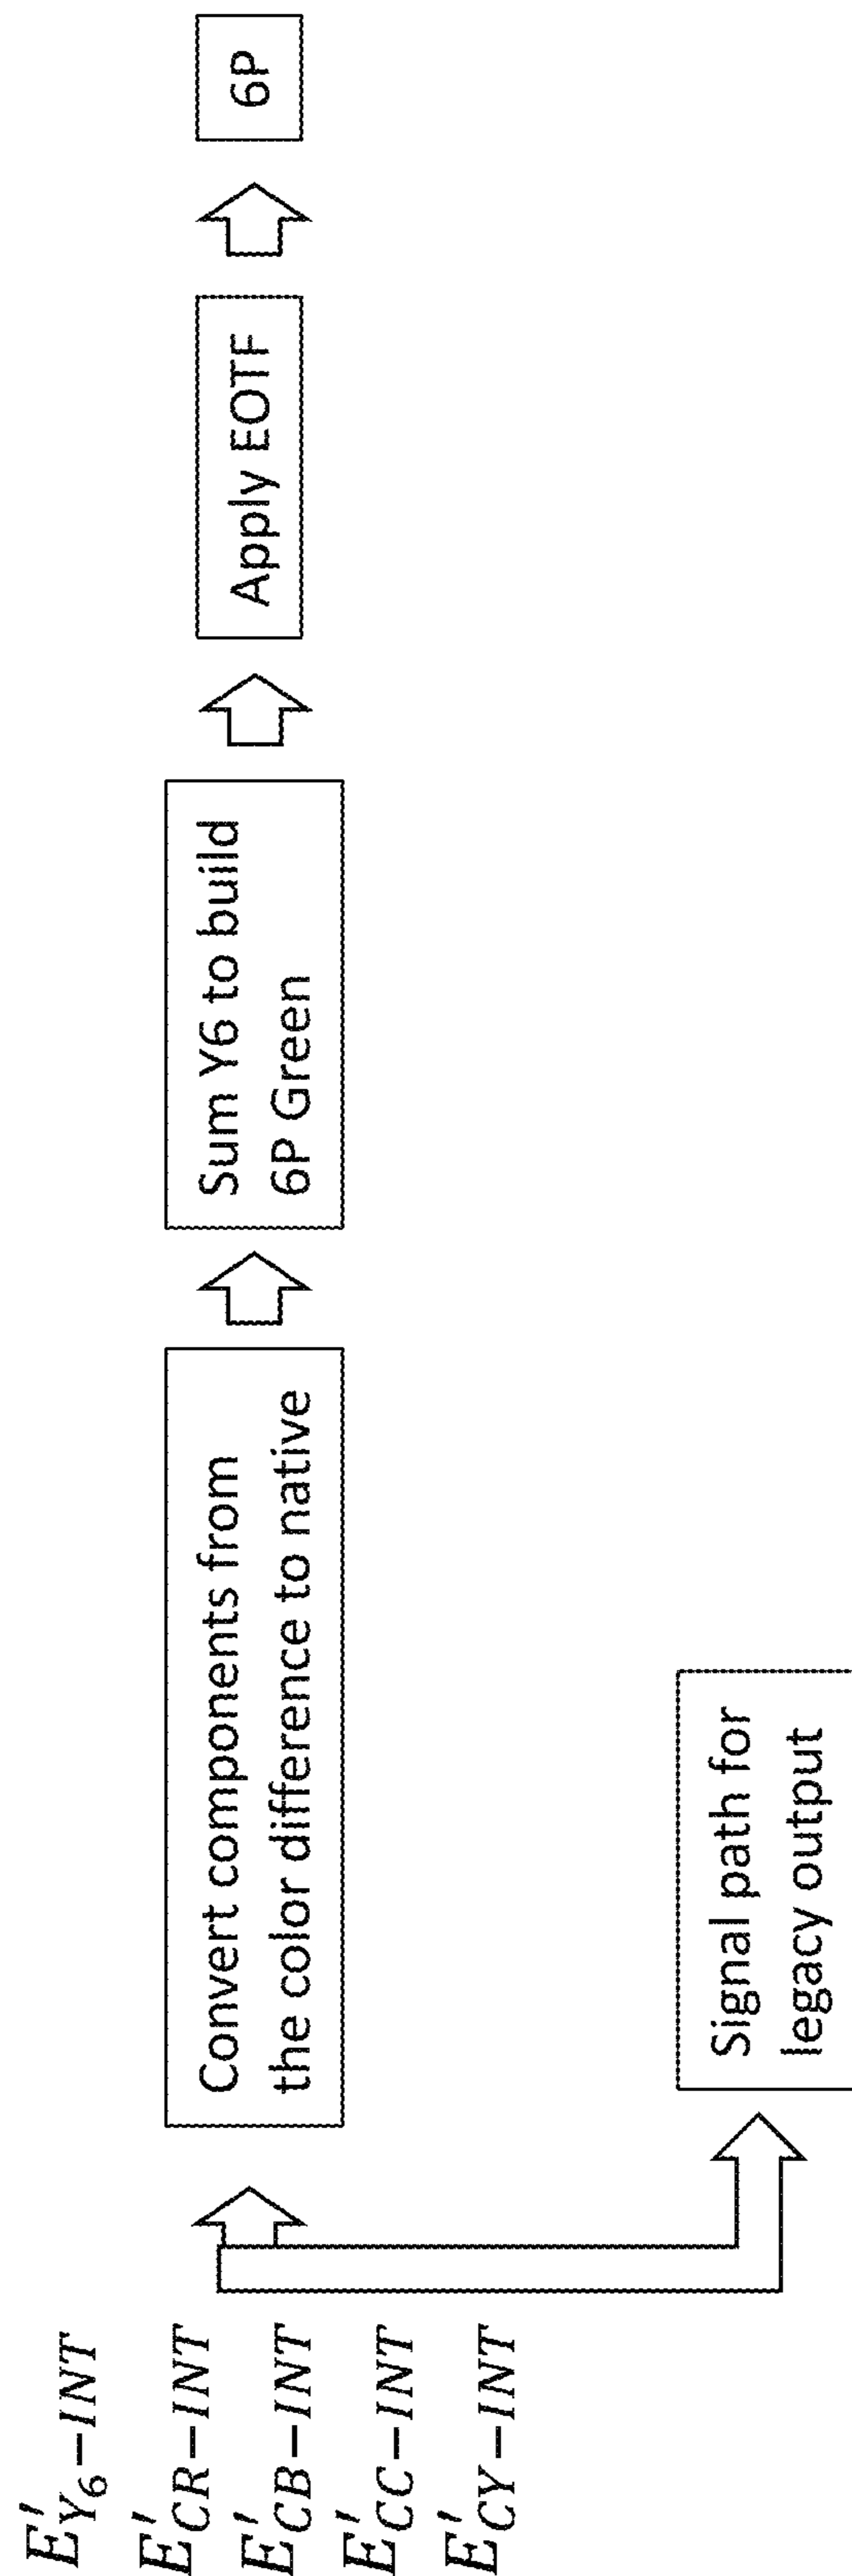 E'_{Y_6-INT}
E'_{CR-INT}
E'_{CB-INT}
E'_{CC-INT}
E'_{CY-INT}
Convert components from
the color difference to native
Sum Y6 to build
6P Green
Apply EOTF
6P
Signal path for
legacy output